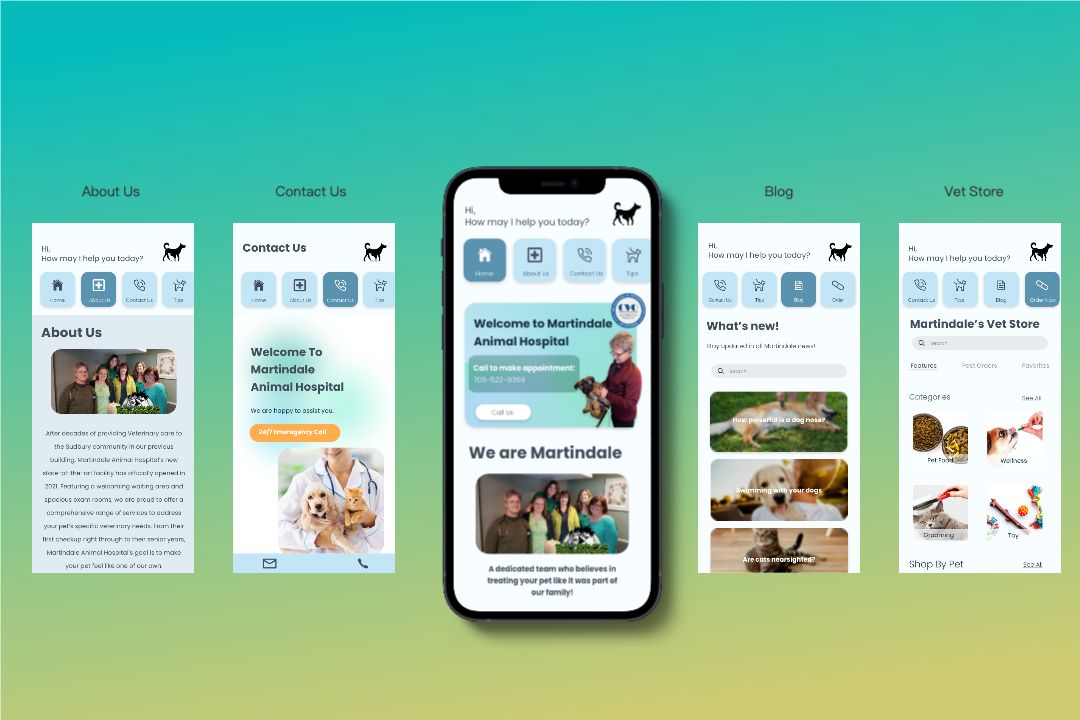 About Us
Hi,
How may I help you today?
Home
About Us
Contact Us
Tips
About Us
After decades of providing Veterinary care to
the Sudbury community in our previous
building, Martindale Animal Hospital's new
state-of-the-art facility has officially opened in
2021. Featuring a welcoming waiting area and
spacious exam rooms, we are proud to offer a
comprehensive range of services to address
your pet's specific veterinary needs. From their
first checkup right through to their senior years,
Martindale Animal Hospital's goal is to make
your pet feel like one of our own.
Contact Us
Contact Us
Home
About Us
Contact Us
Tips
Welcome To
Martindale
Animal Hospital
We are happy to assist you.
24/7 Emeregency Call
Hi,
How may I help you today?
Home
About Us
Contact Us
Tips
Welcome to Martindale
Animal Hospital
Call to make appointment:
705-522-9399
Call Us
We are Martindale
A dedicated team who believes in
treating your pet like it was part of
our family!
Blog
Hi,
How may I help you today?
Contact Us
Tips
Blog
Order
What's new!
Stay updated in all Martindale news!
Search
How powerful is a dog nose?
Swimming with your dogs
Are cats nearsighted?
Vet Store
Hi,
How may I help you today?
Contact Us
Tips
Blog
Order Now
Martindale's Vet Store
Search
Features
Past Orders
Favorites
Categories
See All
Pet Food
Wellness
Grooming
Toy
Shop By Pet
See All